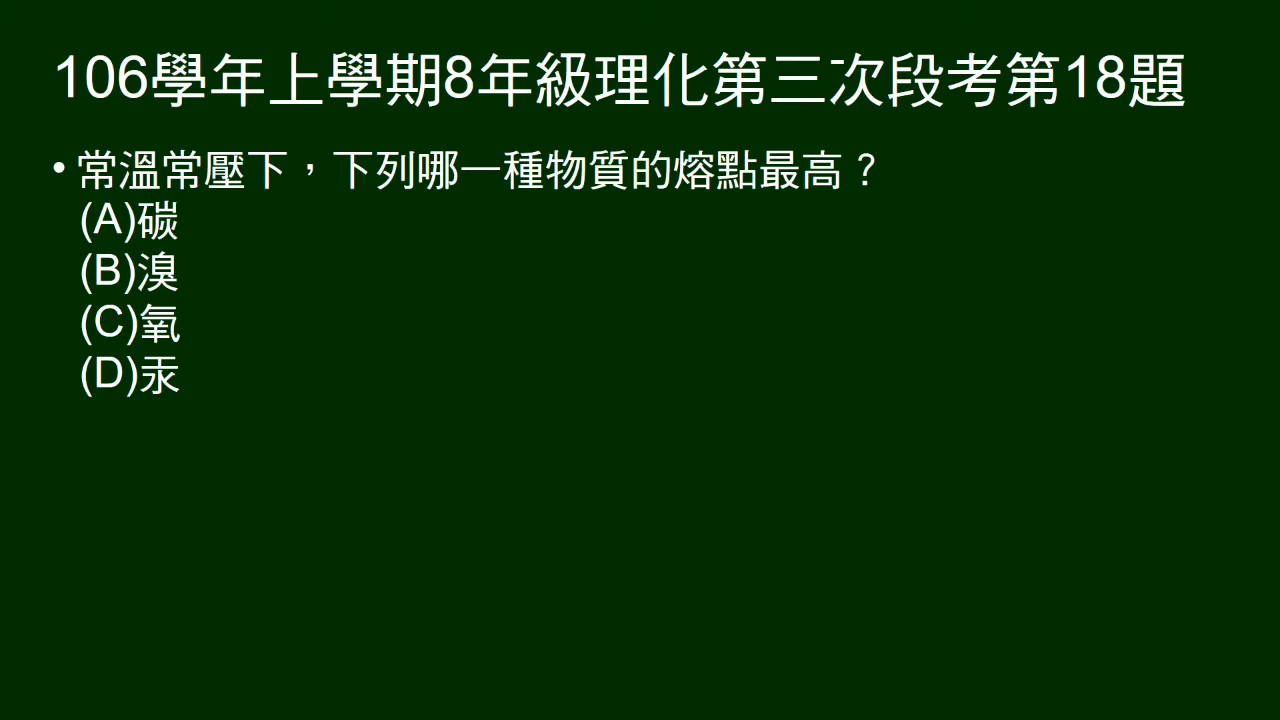 106學年上學期8年級理化第三次段考第18題
•常溫常壓下，下列哪一種物質的熔點最高？
(A)碳
(B)溴
(C)氧
(D)汞